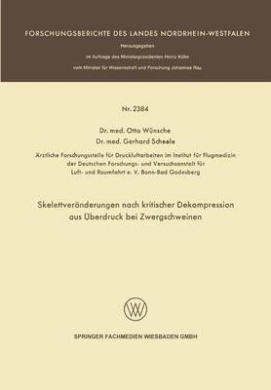 FORSCHUNGSBERICHTE DES LANDES NORDRHEIN-WESTFALEN
Herausgegeben
im Auftrage des Ministerpräsidenten Heinz Kühn
vom Minister für Wissenschaft und Forschung Johannes Rau
Nr. 2384
Dr. med. Otto Wünsche
Dr. med. Gerhard Scheele
Ärztliche Forschungsstelle für Druckluftarbeiten im Institut für Flugmedizin
der Deutschen Forschungs- und Versuchsanstalt für
Luft- und Raumfahrt e. V. Bonn-Bad Godesberg
Skelettveränderungen nach kritischer Dekompression
aus Überdruck bei Zwergschweinen
SPRINGER FACHMEDIEN WIESBADEN GMBH